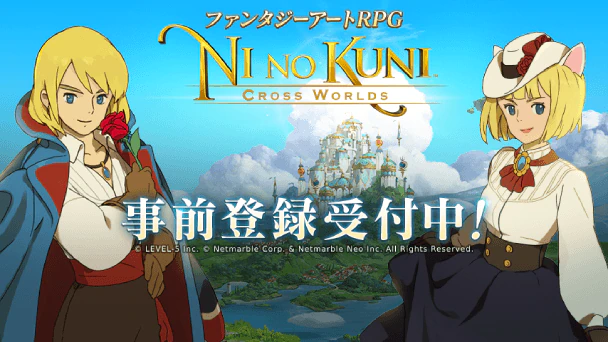 ファンタジーアートRPG
NI NO KUNI
CROSS WORLDS
事前登録受付中!
© LEVEL-5 Inc. © Netmarble Corp. & Netmarble Neo Inc. All Rights Reserved.